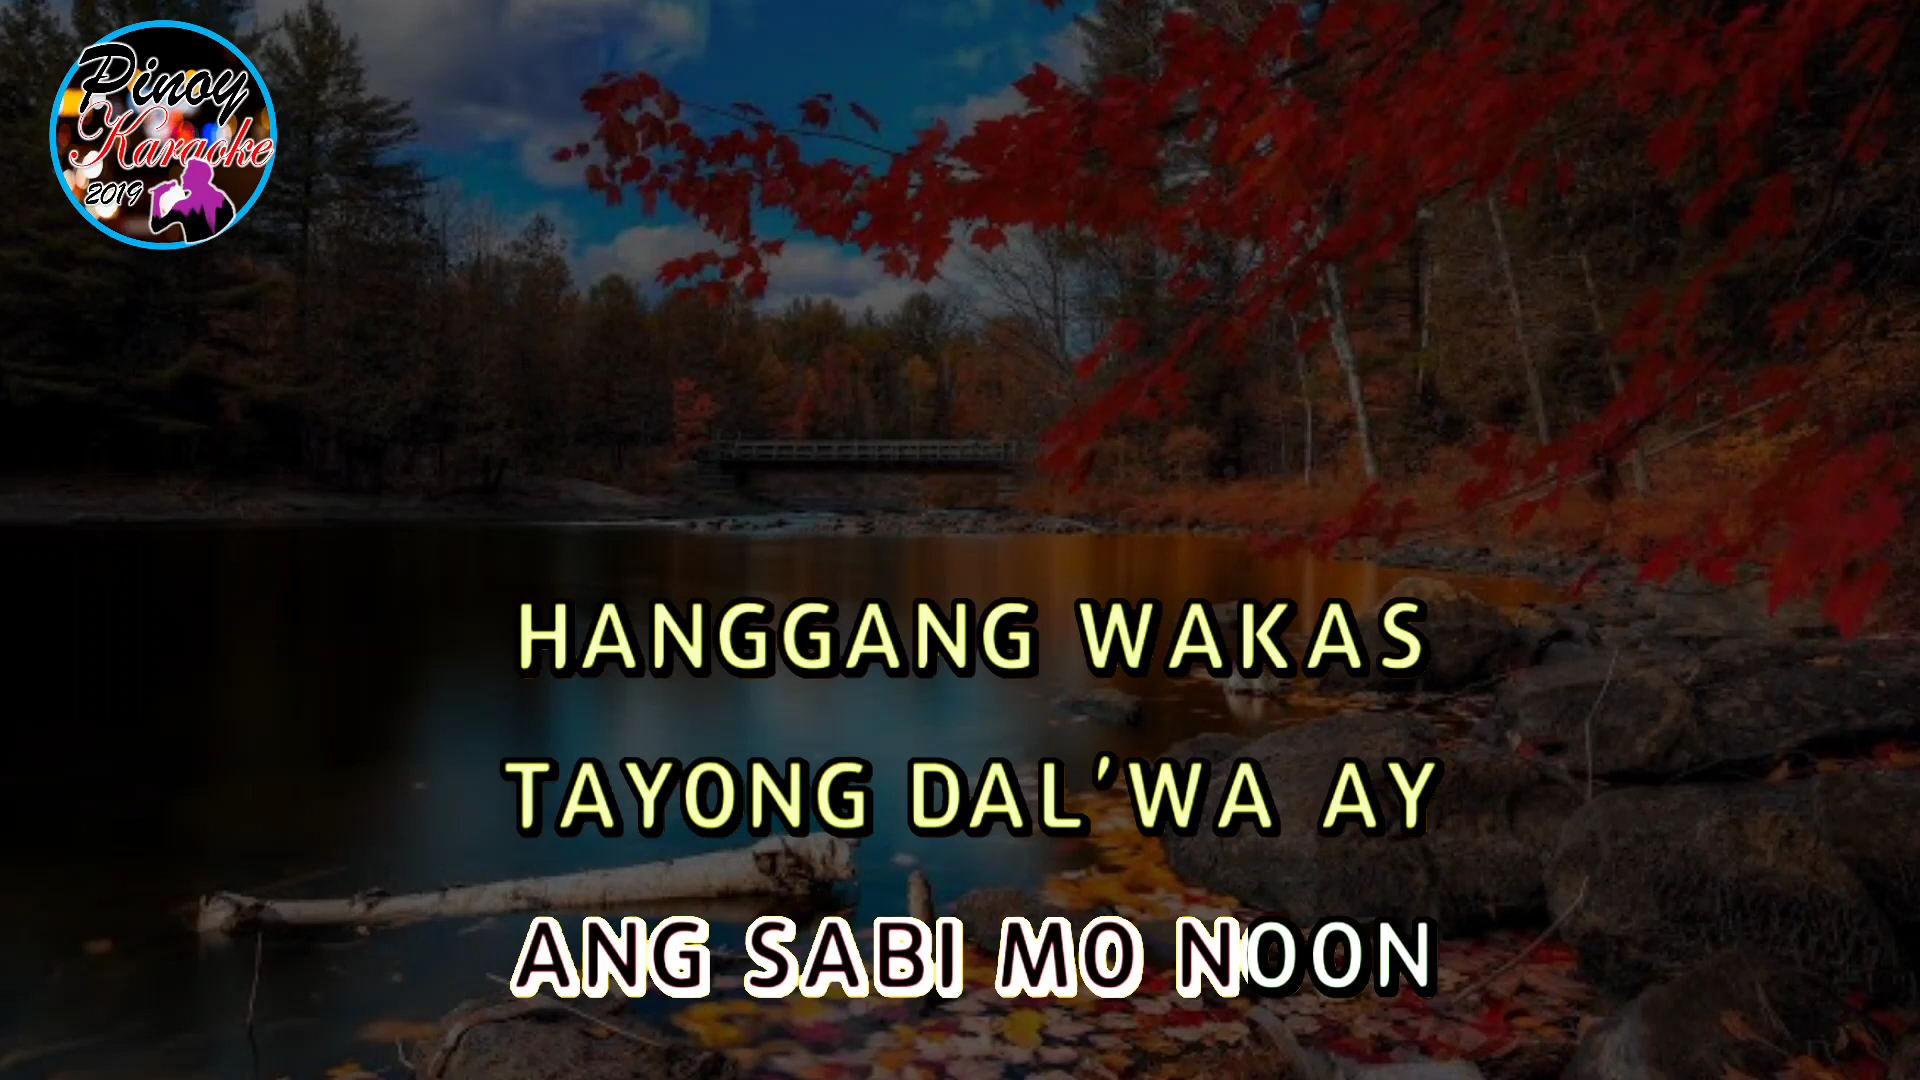 Pinoy
Karaoke
2019
HANGGANG WAKAS
TAYONG DAL'WA AY
ANG SABI MO NOON